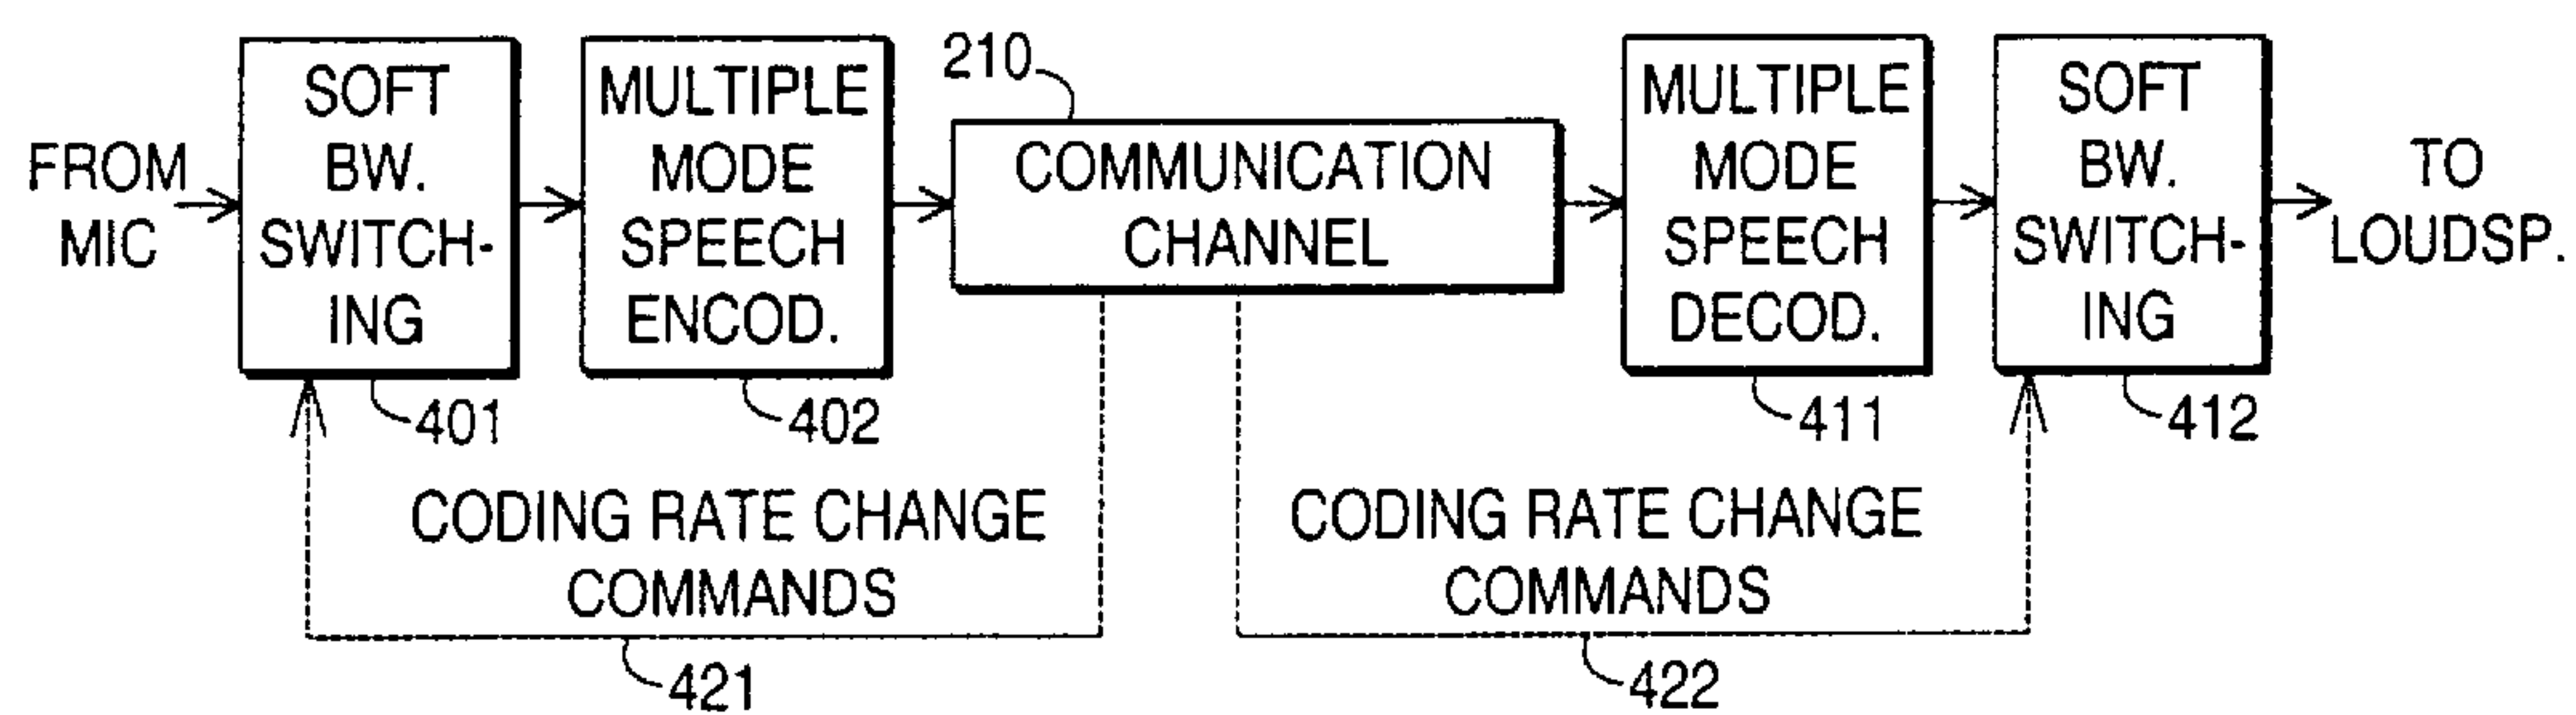 FROM
MIC
SOFT
BW.
SWITCH-
ING
401
MULTIPLE
MODE
SPEECH
ENCOD.
402
210
COMMUNICATION
CHANNEL
MULTIPLE
MODE
SPEECH
DECOD.
411
SOFT
BW.
SWITCH-
ING
412
TO
LOUDSP.
CODING RATE CHANGE
COMMANDS
421
CODING RATE CHANGE
COMMANDS
422